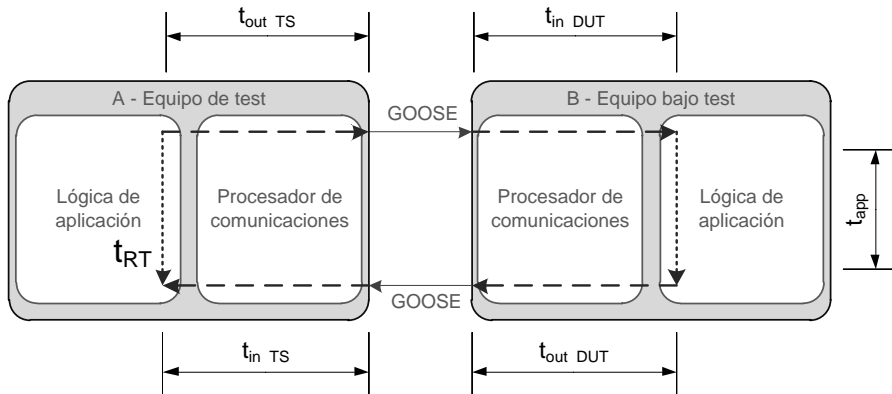 t_out TS
t_in DUT
A - Equipo de test
B - Equipo bajo test
GOOSE
Lógica de
aplicación
Procesador de
comunicaciones
Procesador de
comunicaciones
Lógica de
aplicación
t_app
t_RT
GOOSE
t_in TS
t_out DUT